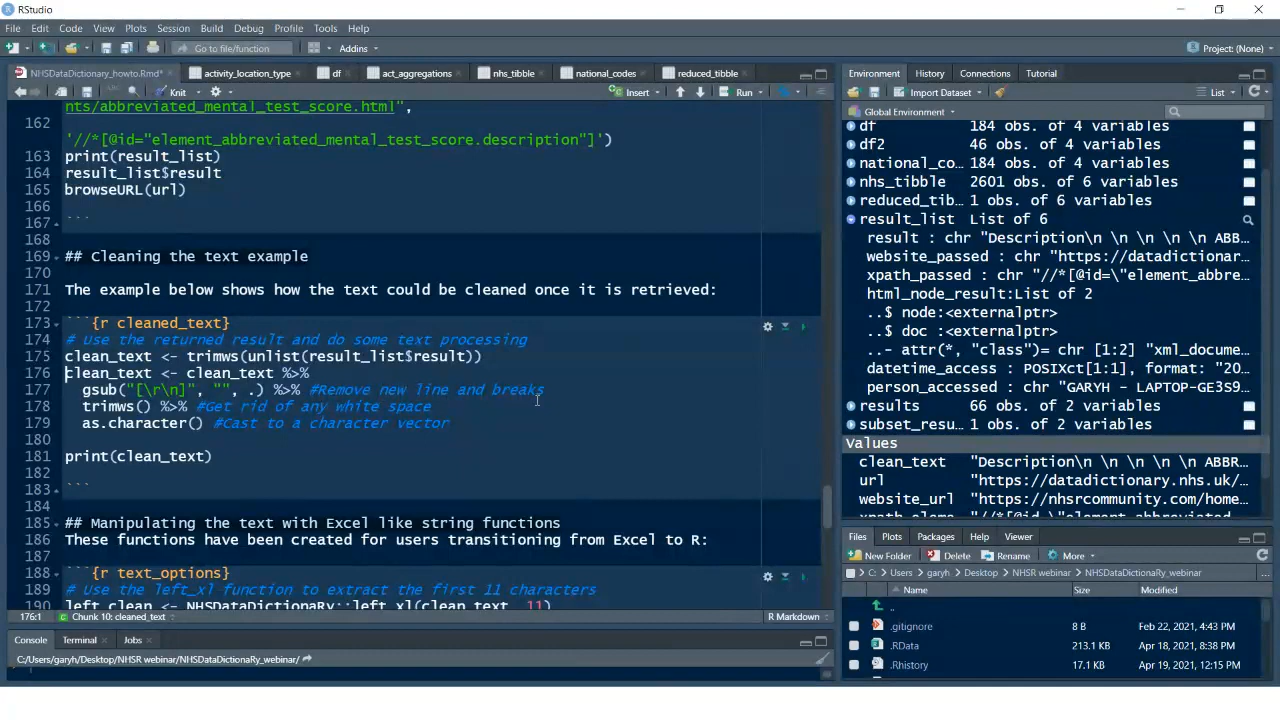 RStudio
File Edit Code View Plots Session Build Debug Profile Tools Help
Go to file/function Addins Project: (None)
NHSDataDictionary_howto.Rmd* activity_location_type df act_aggregations nhs_tibble national_codes reduced_tibble
Knit Insert Run
nts/abbreviated_mental_test_score.html",
162
'//*[@id="element_abbreviated_mental_test_score.description"]')
163 print(result_list)
164 result_list$result
165 browseURL(url)
166
167 ```
168
169 ## Cleaning the text example
170
171 The example below shows how the text could be cleaned once it is retrieved:
172
173 ```{r cleaned_text}
174 # Use the returned result and do some text processing
175 clean_text <- trimws(unlist(result_list$result))
176 clean_text <- clean_text %>%
177 gsub("[\r\n]", "", .) %>% #Remove new line and breaks
178 trimws() %>% #Get rid of any white space
179 as.character() #Cast to a character vector
180
181 print(clean_text)
182
183 ```
184
185 ## Manipulating the text with Excel like string functions
186 These functions have been created for users transitioning from Excel to R:
187
188 ```{r text_options}
189 # Use the left_xl function to extract the first 11 characters
190 left_clean <- NHSDataDictionaRy::left_xl(clean_text, 11)
176:1 Chunk 10: cleaned_text R Markdown
Console Terminal Jobs
C:/Users/garyh/Desktop/NHSR webinar/NHSDataDictionaRy_webinar/
Environment History Connections Tutorial
Import Dataset List
Global Environment
df 184 obs. of 4 variables
df2 46 obs. of 4 variables
national_co… 184 obs. of 4 variables
nhs_tibble 2601 obs. of 6 variables
reduced_tib… 1 obs. of 6 variables
result_list List of 6
result : chr "Description\n \n \n \n \n ABB…
website_passed : chr "https://datadictionar…
xpath_passed : chr "//*[@id=\"element_abbre…
html_node_result:List of 2
..$ node:<externalptr>
..$ doc :<externalptr>
..- attr(*, "class")= chr [1:2] "xml_docume…
datetime_access : POSIXct[1:1], format: "20…
person_accessed : chr "GARYH - LAPTOP-GE3S9…
results 66 obs. of 2 variables
subset_resu… 1 obs. of 2 variables
Values
clean_text "Description\n \n \n \n \n ABBR…
url "https://datadictionary.nhs.uk/…
website_url "https://nhsrcommunity.com/home…
Files Plots Packages Help Viewer
New Folder Delete Rename More
C: Users garyh Desktop NHSR webinar NHSDataDictionaRy_webinar ...
Name Size Modified
..
.gitignore 8 B Feb 22, 2021, 4:43 PM
.RData 213.1 KB Apr 18, 2021, 8:38 PM
.Rhistory 17.1 KB Apr 19, 2021, 12:15 PM